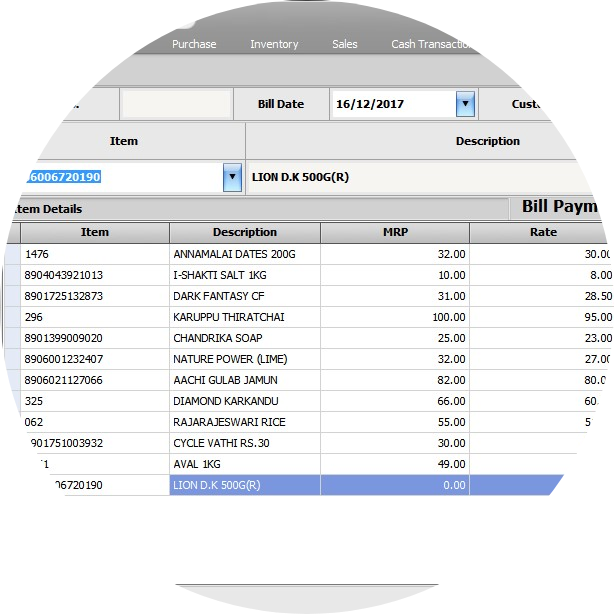 Purchase Inventory Sales Cash Transaction
Bill Date 16/12/2017
Item Description
6006720190 LION D.K 500G(R)
Item Details Bill Paym
Item Description MRP Rate
1476 ANNAMALAI DATES 200G 32.00 30.00
8904043921013 I-SHAKTI SALT 1KG 10.00 8.00
8901725132873 DARK FANTASY CF 31.00 28.50
296 KARUPPU THIRATCHAI 100.00 95.00
8901399009020 CHANDRIKA SOAP 25.00 23.00
8906001232407 NATURE POWER (LIME) 32.00 27.00
8906021127066 AACHI GULAB JAMUN 82.00 80.0
325 DIAMOND KARKANDU 66.00 60.
062 RAJARAJESWARI RICE 55.00 5
901751003932 CYCLE VATHI RS.30 30.00
1 AVAL 1KG 49.00
06720190 LION D.K 500G(R) 0.00